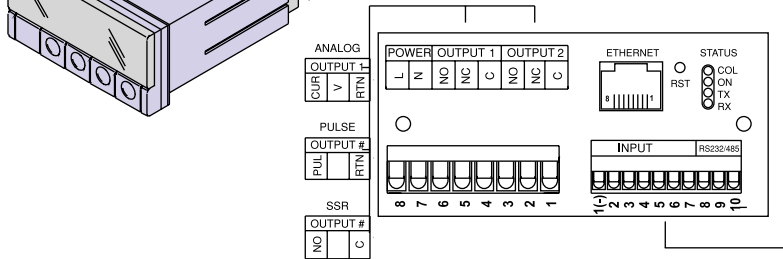 ANALOG
OUTPUT 1
CUR V RTN
PULSE
OUTPUT #
PUL RTN
SSR
OUTPUT #
NO C
POWER OUTPUT 1 OUTPUT 2
L N NO NC C NO NC C
8 7 6 5 4 3 2 1
ETHERNET
8 1
RST
STATUS
COL
ON
TX
RX
INPUT RS232/485
1(-) 2 3 4 5 6 7 8 9 10